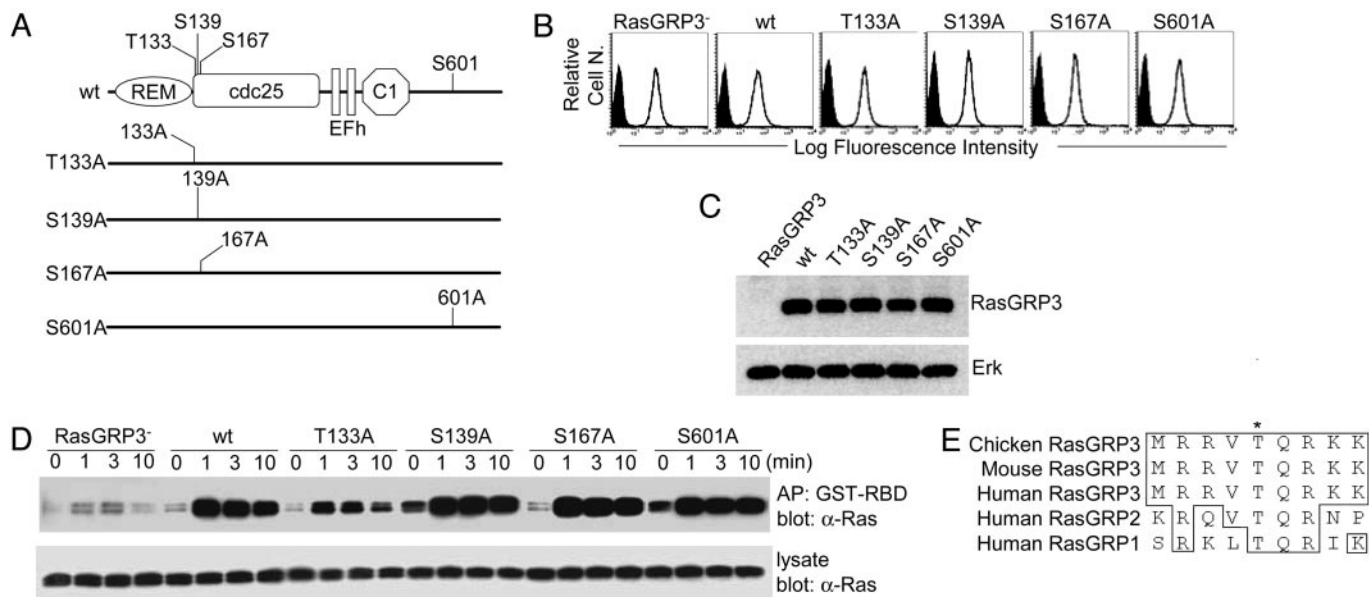 A
S139
T133
S167
S601
wt
REM
cdc25
C1
EFh
133A
T133A
139A
S139A
167A
S167A
601A
S601A
B
RasGRP3- wt T133A S139A S167A S601A
Relative
Cell N.
Log Fluorescence Intensity
C
RasGRP3 wt T133A S139A S167A S601A
RasGRP3
Erk
D
RasGRP3- wt T133A S139A S167A S601A
0 1 3 10 0 1 3 10 0 1 3 10 0 1 3 10 0 1 3 10 0 1 3 10 (min)
AP: GST-RBD
blot: α-Ras
lysate
blot: α-Ras
E
*
Chicken RasGRP3 M R R V T Q R K K
Mouse RasGRP3 M R R V T Q R K K
Human RasGRP3 M R R V T Q R K K
Human RasGRP2 K R Q V T Q R N P
Human RasGRP1 S R K L T Q R I K